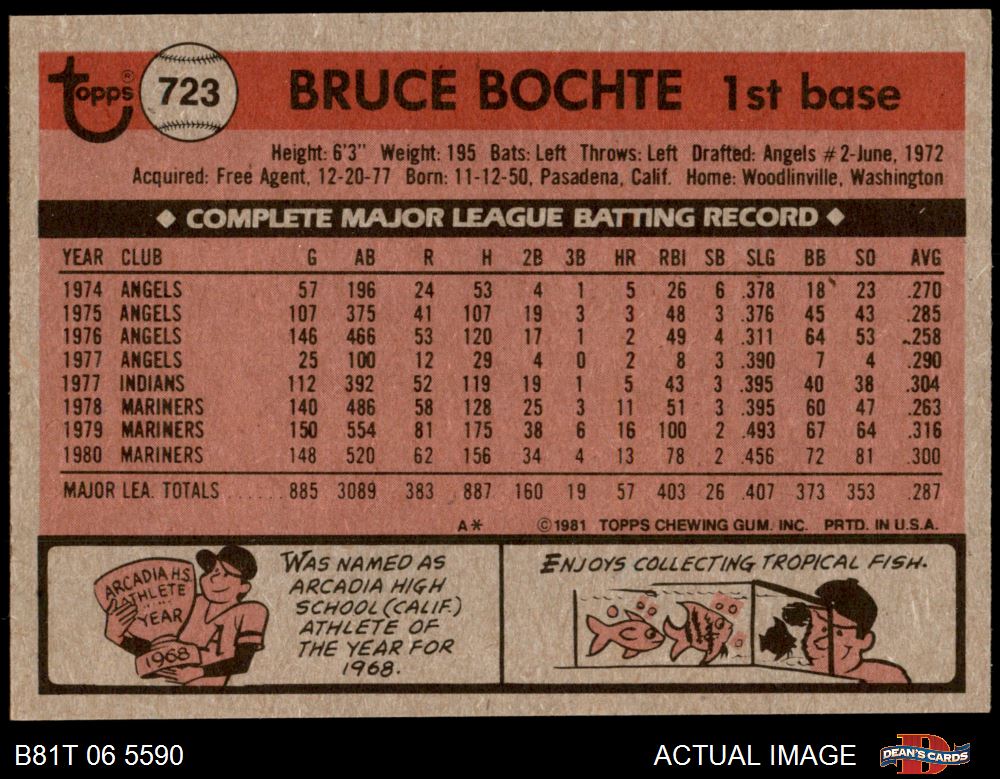 topps® 723 BRUCE BOCHTE 1st base
Height: 6'3" Weight: 195 Bats: Left Throws: Left Drafted: Angels #2-June, 1972
Acquired: Free Agent, 12-20-77 Born: 11-12-50, Pasadena, Calif. Home: Woodlinville, Washington
◆ COMPLETE MAJOR LEAGUE BATTING RECORD ◆
YEAR CLUB G AB R H 2B 3B HR RBI SB SLG BB SO AVG
1974 ANGELS 57 196 24 53 4 1 5 26 6 .378 18 23 .270
1975 ANGELS 107 375 41 107 19 3 3 48 3 .376 45 43 .285
1976 ANGELS 146 466 53 120 17 1 2 49 4 .311 64 53 .258
1977 ANGELS 25 100 12 29 4 0 2 8 3 .390 7 4 .290
1977 INDIANS 112 392 52 119 19 1 5 43 3 .395 40 38 .304
1978 MARINERS 140 486 58 128 25 3 11 51 3 .395 60 47 .263
1979 MARINERS 150 554 81 175 38 6 16 100 2 .493 67 64 .316
1980 MARINERS 148 520 62 156 34 4 13 78 2 .456 72 81 .300
MAJOR LEA. TOTALS ........ 885 3089 383 887 160 19 57 403 26 .407 373 353 .287
A* ©1981 TOPPS CHEWING GUM, INC. PRTD. IN U.S.A.
ARCADIA H.S.
ATHLETE
OF THE
YEAR
1968
A
WAS NAMED AS
ARCADIA HIGH
SCHOOL (CALIF.)
ATHLETE OF
THE YEAR FOR
1968.
ENJOYS COLLECTING TROPICAL FISH.
B81T 06 5590 ACTUAL IMAGE DEAN'S CARDS